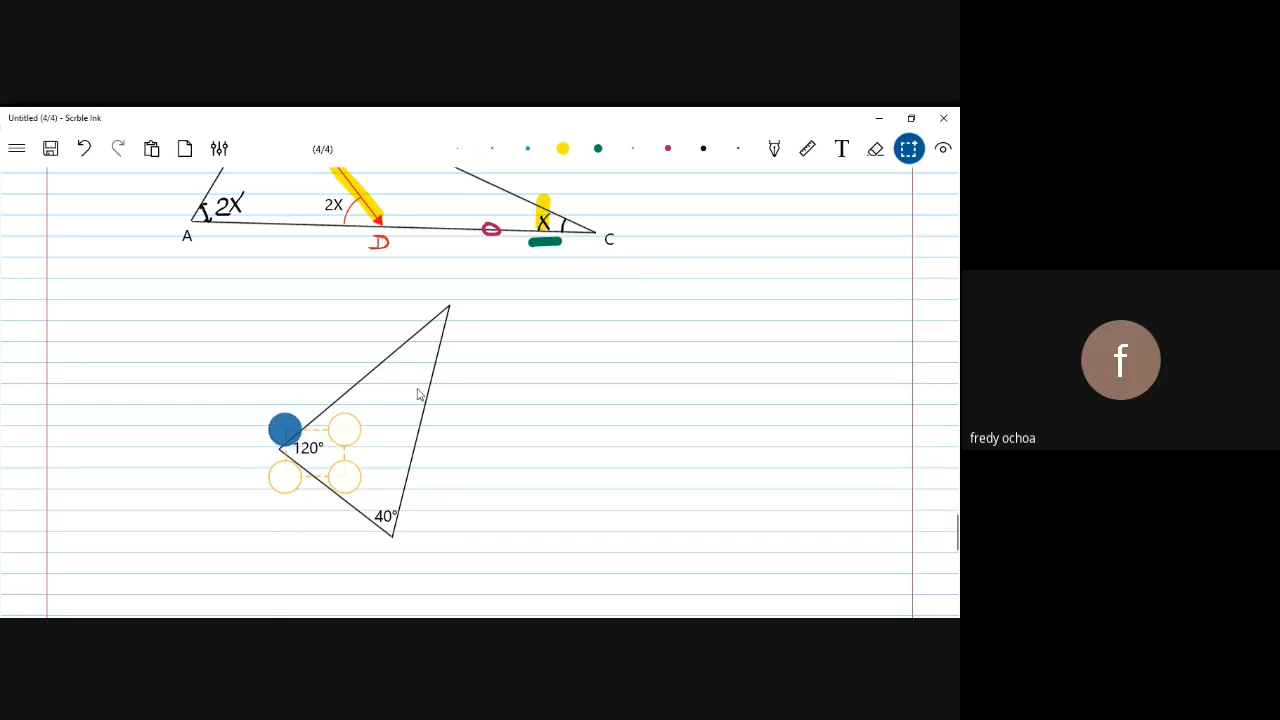 Untitled (4/4) - Scrble Ink
(4/4)
T
2X
2X
X
A
D
C
120°
40°
f
fredy ochoa